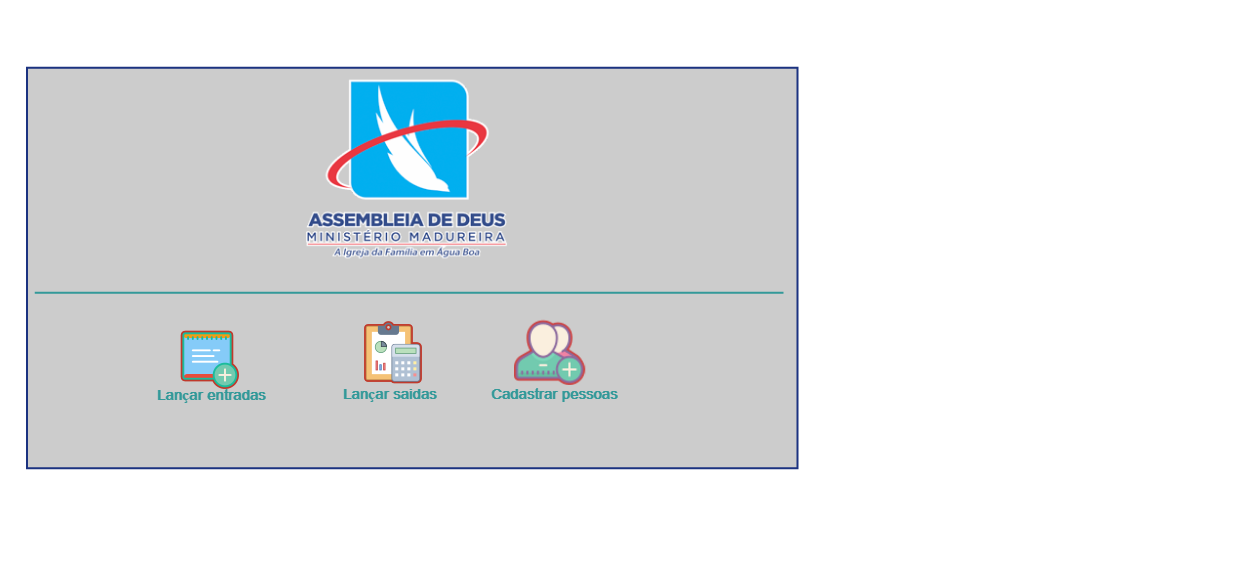 ASSEMBLEIA DE DEUS
MINISTÉRIO MADUREIRA
A Igreja da Família em Água Boa
Lançar entradas
Lançar saidas
Cadastrar pessoas